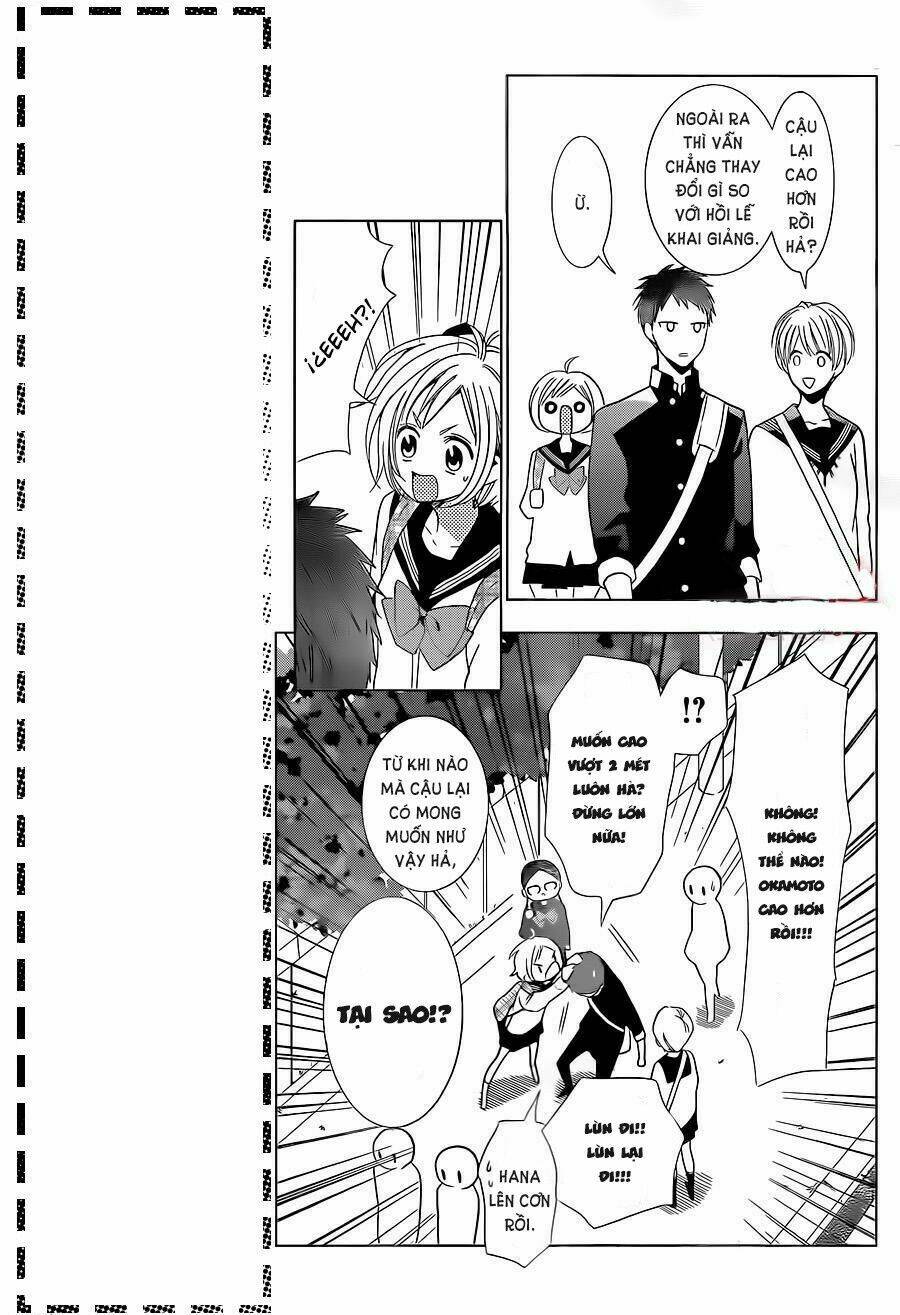 CẬU
LẠI
CAO
HƠN
RỒI
HẢ?
NGOÀI RA
THÌ VẪN
CHẲNG THAY
ĐỔI GÌ SO
VỚI HỒI LỄ
KHAI GIẢNG.
Ừ.
¡¿EEEH?!
KHÔNG!
KHÔNG
THỂ NÀO!
OKAMOTO
CAO HƠN
RỒI!!!
!?
MUỐN CAO
VƯỢT 2 MÉT
LUÔN HÀ?
ĐỪNG LỚN
NỮA!
TỪ KHI NÀO
MÀ CẬU LẠI
CÓ MONG
MUỐN NHƯ
VẬY HẢ,
TẠI SAO!?
LÙN ĐI!!
LÙN LẠI
ĐI!!!
HANA
LÊN CƠN
RỒI.